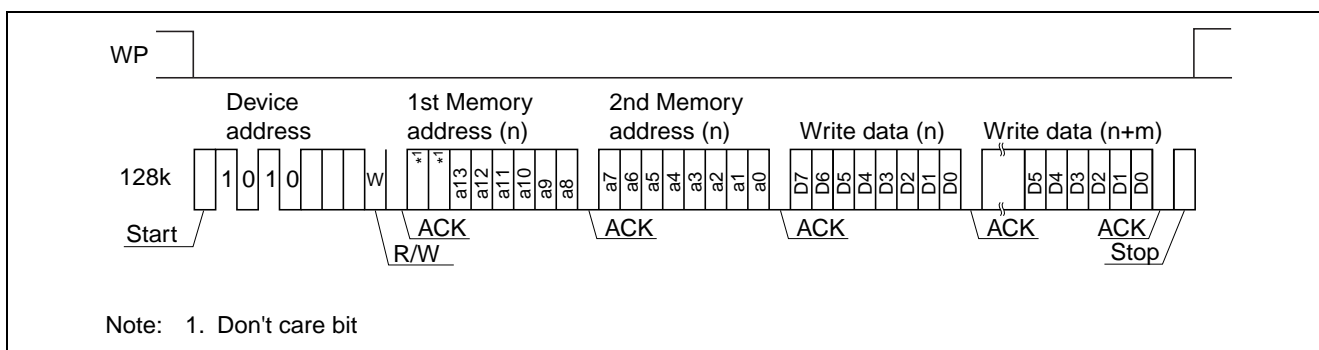 WP
Device address
1st Memory address (n)
2nd Memory address (n)
Write data (n)
Write data (n+m)
128k
1 0 1 0 W
*1 *1 a13 a12 a11 a10 a9 a8
a7 a6 a5 a4 a3 a2 a1 a0
D7 D6 D5 D4 D3 D2 D1 D0
D5 D4 D3 D2 D1 D0
Start
R/W
ACK
ACK
ACK
ACK
ACK
Stop
Note: 1. Don't care bit